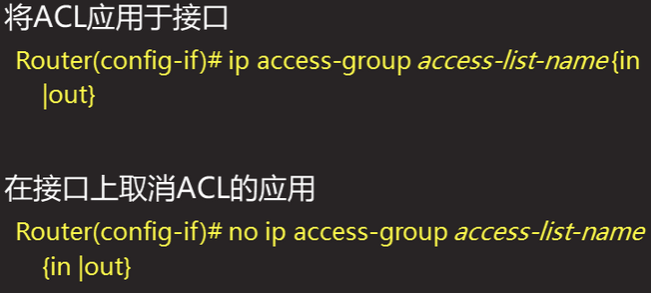 将ACL应用于接口
Router(config-if)# ip access-group access-list-name {in
|out}
在接口上取消ACL的应用
Router(config-if)# no ip access-group access-list-name
{in |out}